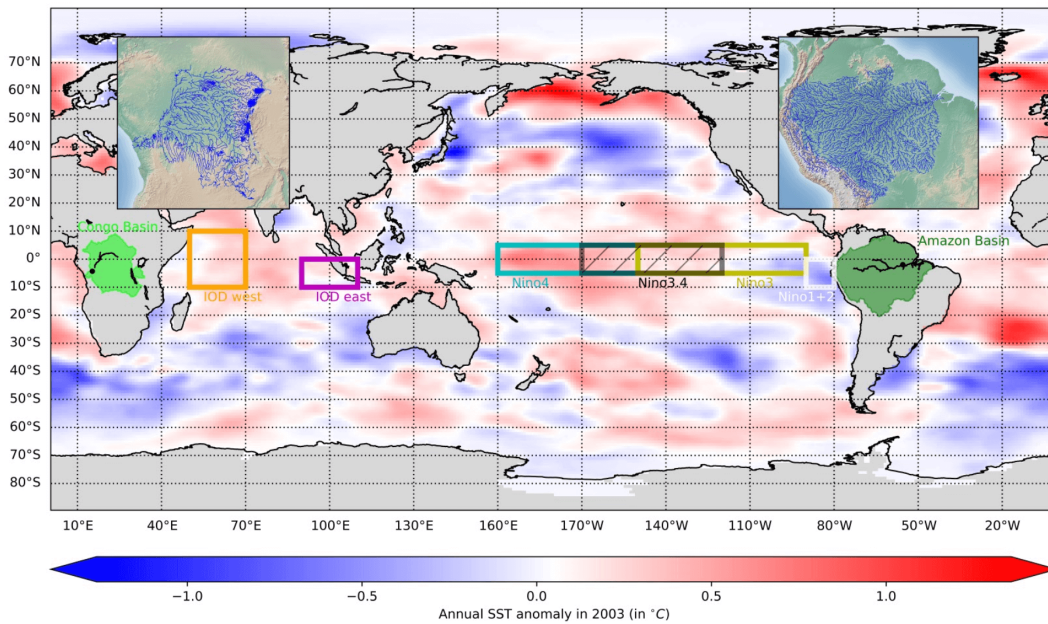 70°N
60°N
50°N
40°N
30°N
20°N
10°N
0°
10°S
20°S
30°S
40°S
50°S
60°S
70°S
80°S
Congo Basin
Amazon Basin
IOD west
IOD east
Nino4
Nino3.4
Nino3
Nino1+2
10°E 40°E 70°E 100°E 130°E 160°E 170°W 140°W 110°W 80°W 50°W 20°W
−1.0 −0.5 0.0 0.5 1.0
Annual SST anomaly in 2003 (in °C)